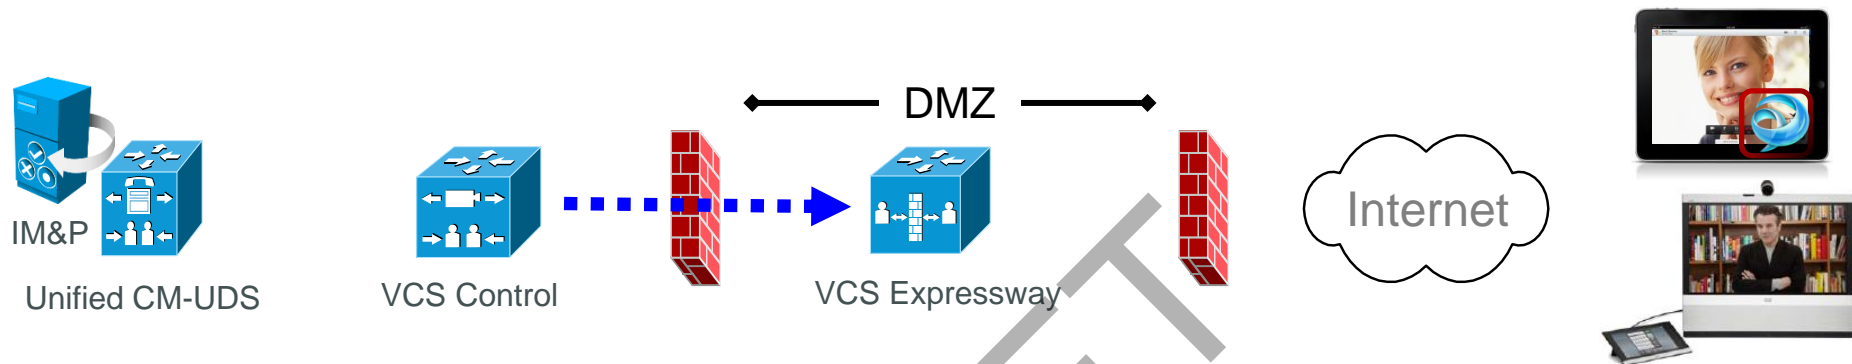 DMZ
IM&P
Unified CM-UDS
VCS Control
VCS Expressway
Internet